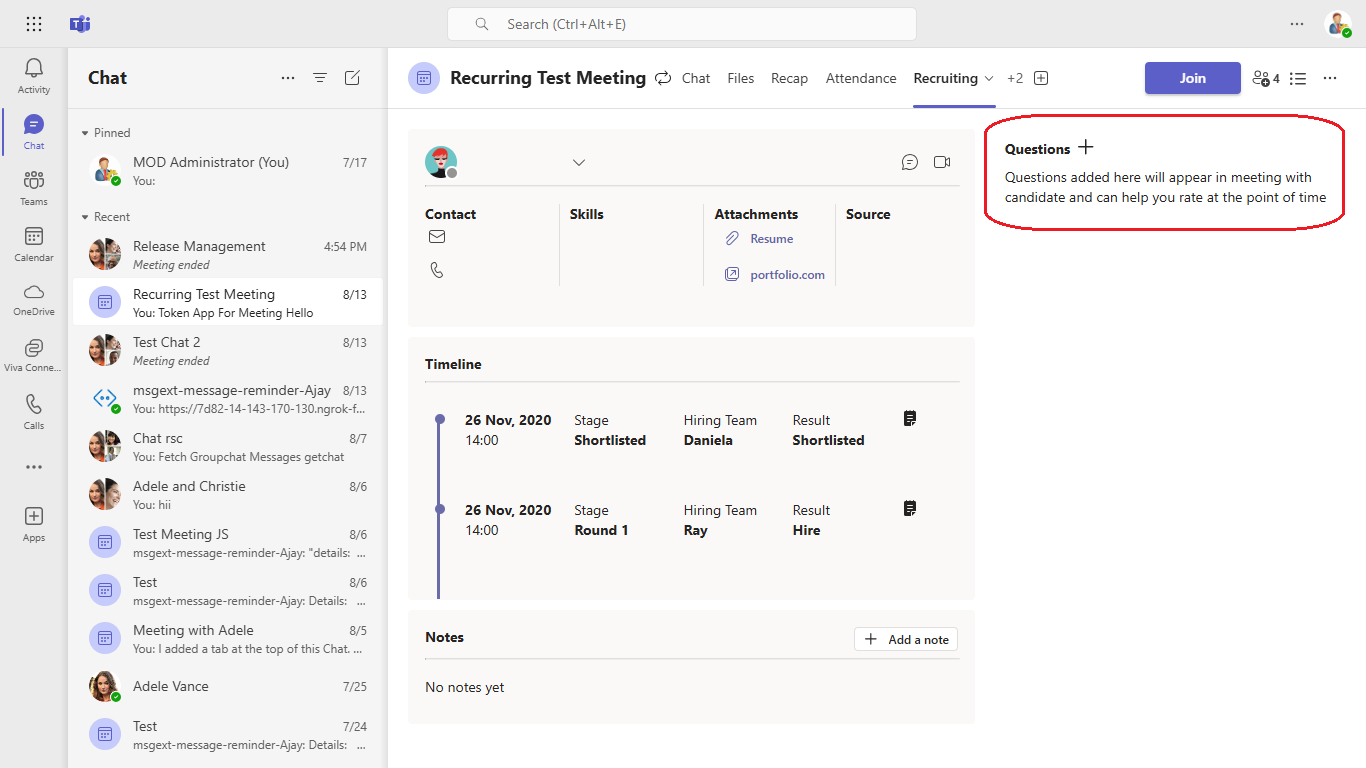 Search (Ctrl+Alt+E)
Activity
Chat
Teams
Calendar
OneDrive
Viva Conne...
Calls
Apps
Chat
Pinned
MOD Administrator (You) 7/17
You:
Recent
Release Management 4:54 PM
Meeting ended
Recurring Test Meeting 8/13
You: Token App For Meeting Hello
Test Chat 2 8/13
Meeting ended
msgext-message-reminder-Ajay 8/13
You: https://7d82-14-143-170-130.ngrok-f...
Chat rsc 8/7
You: Fetch Groupchat Messages getchat
Adele and Christie 8/6
You: hii
Test Meeting JS 8/6
msgext-message-reminder-Ajay: "details: ...
Test 8/6
msgext-message-reminder-Ajay: Details: ...
Meeting with Adele 8/5
You: I added a tab at the top of this Chat. ...
Adele Vance 7/25
Test 7/24
msgext-message-reminder-Ajay: Details: ...
Recurring Test Meeting Chat Files Recap Attendance Recruiting +2 Join 4
Contact Skills Attachments Source
Resume
portfolio.com
Timeline
26 Nov, 2020 Stage Hiring Team Result
14:00 Shortlisted Daniela Shortlisted
26 Nov, 2020 Stage Hiring Team Result
14:00 Round 1 Ray Hire
Notes Add a note
No notes yet
Questions
Questions added here will appear in meeting with
candidate and can help you rate at the point of time